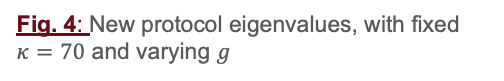 Fig. 4: New protocol eigenvalues, with fixed
κ = 70 and varying g